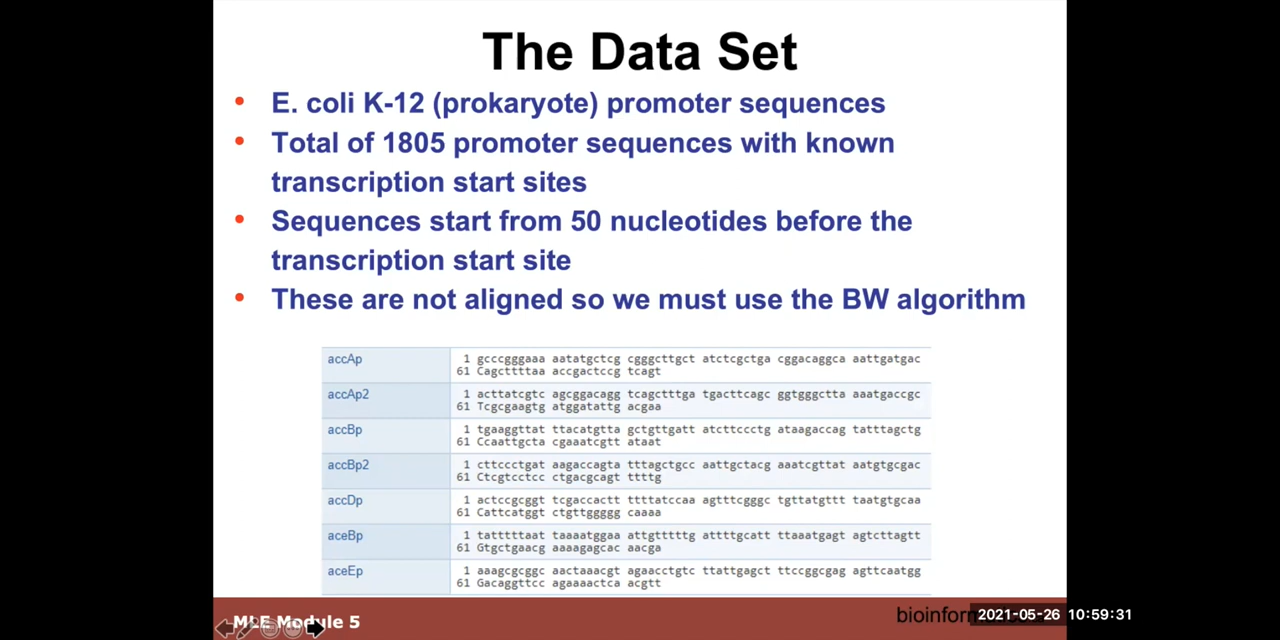 The Data Set
• E. coli K-12 (prokaryote) promoter sequences
• Total of 1805 promoter sequences with known
transcription start sites
• Sequences start from 50 nucleotides before the
transcription start site
• These are not aligned so we must use the BW algorithm
accAp 1 gcccgggaaa aatatgctcg cgggcttgct atctcgctga cggacaggca aattgatgac
61 Cagcttttaa accgactccg tcagt
accAp2 1 acttatcgtc agcggacagg tcagctttga tgacttcagc ggtgggctta aaatgaccgc
61 Tcgcgaagtg atggatattg acgaa
accBp 1 tgaaggttat ttacatgtta gctgttgatt atcttccctg ataagaccag tatttagctg
61 Ccaattgcta cgaaatcgtt ataat
accBp2 1 cttccctgat aagaccagta tttagctgcc aattgctacg aaatcgttat aatgtgcgac
61 Ctcgtcctcc ctgacgcagt ttttg
accDp 1 actccgcggt tcgaccactt ttttatccaa agtttcgggc tgttatgttt taatgtgcaa
61 Cattcatggt ctgttggggg caaaa
aceBp 1 tatttttaat taaaatggaa attgtttttg attttgcatt ttaaatgagt agtcttagtt
61 Gtgctgaacg aaaagagcac aacga
aceEp 1 aaagcgcggc aactaaacgt agaacctgtc ttattgagct ttccggcgag agttcaatgg
61 Gacaggttcc agaaaactca acgtt
MLE Module 5
bioinform
2021-05-26 10:59:31